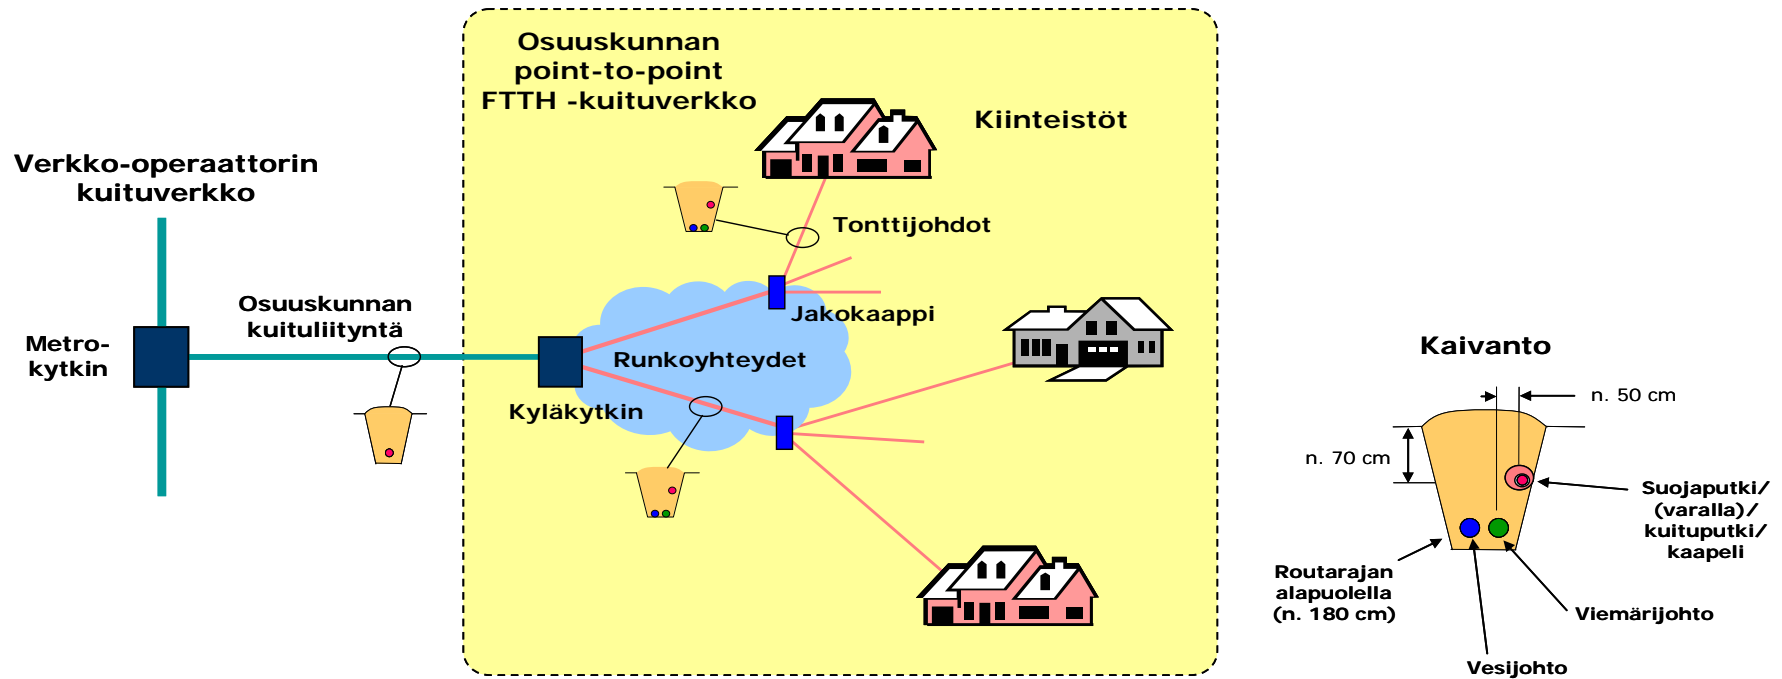 Osuuskunnan
point-to-point
FTTH -kuituverkko
Kiinteistöt
Verkko-operaattorin
kuituverkko
Tonttijohdot
Osuuskunnan
kuituliityntä
Metro-
kytkin
Jakokaappi
Runkoyhteydet
Kyläkytkin
Kaivanto
n. 50 cm
n. 70 cm
Suojaputki/
(varalla)/
kuituputki/
kaapeli
Routarajan
alapuolella
(n. 180 cm)
Viemärijohto
Vesijohto